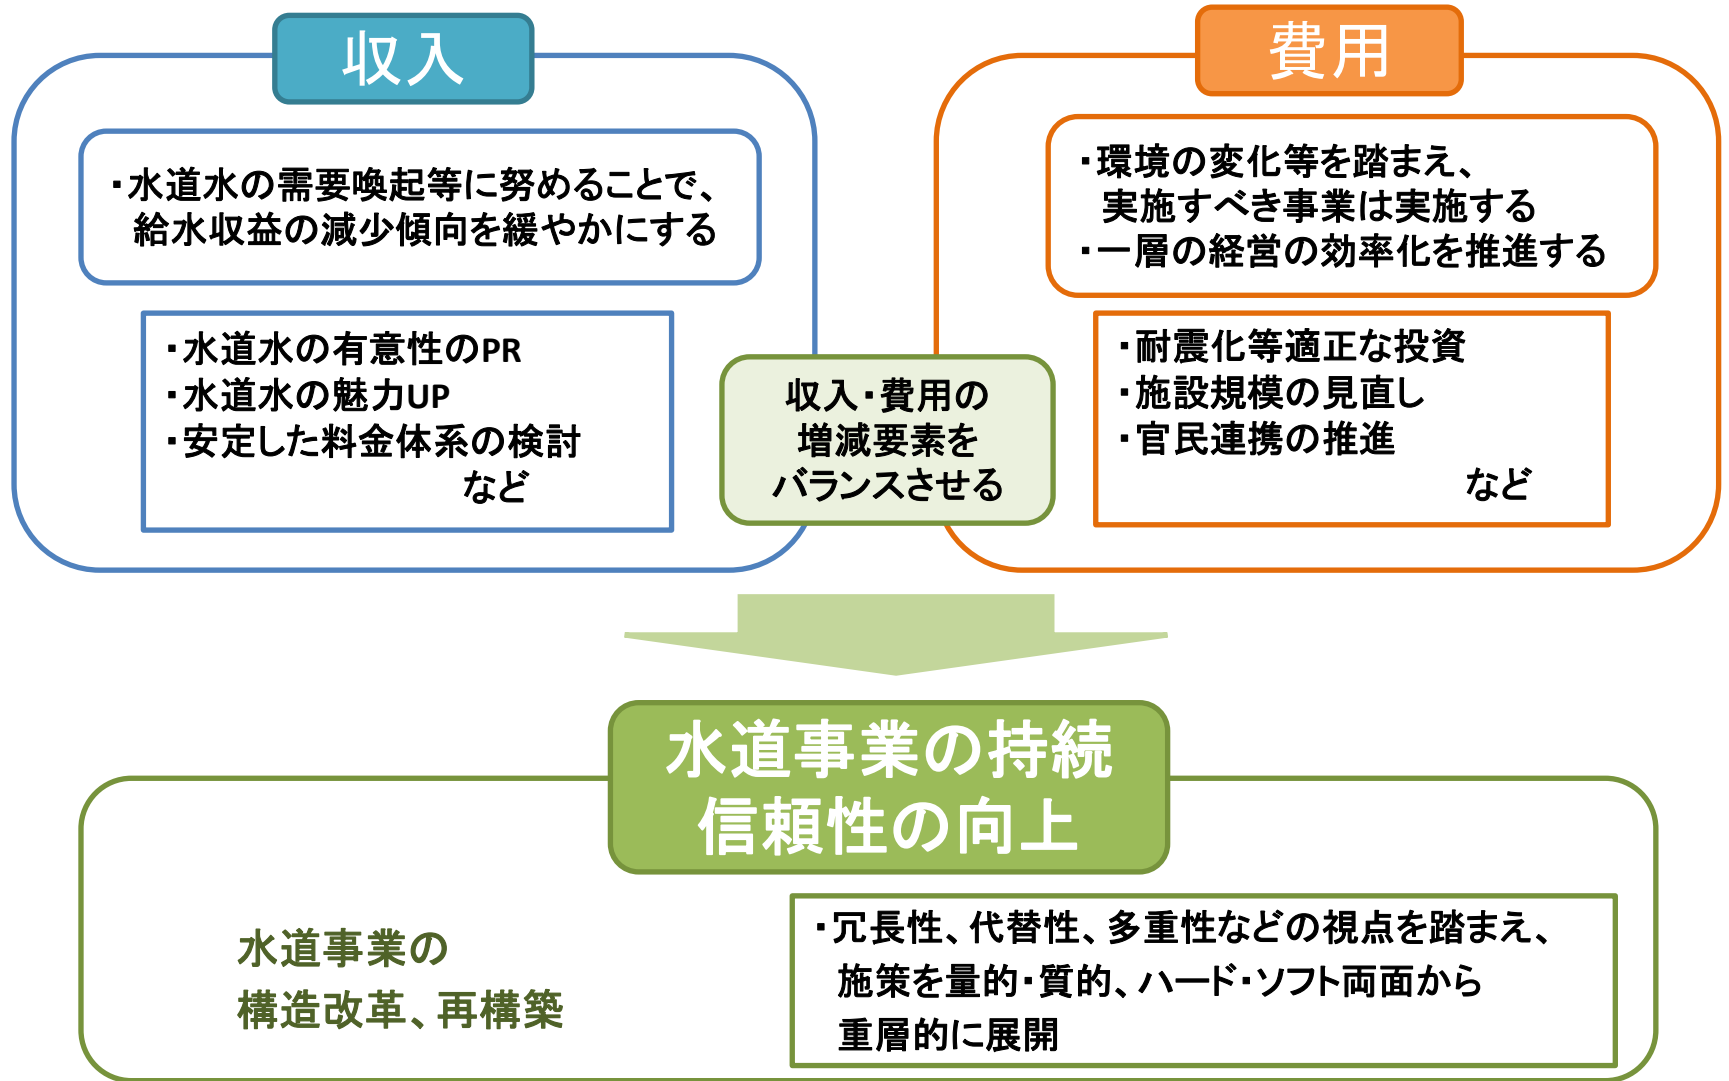 収入
・水道水の需要喚起等に努めることで、
給水収益の減少傾向を緩やかにする
・水道水の有意性のPR
・水道水の魅力UP
・安定した料金体系の検討
など
費用
・環境の変化等を踏まえ、
実施すべき事業は実施する
・一層の経営の効率化を推進する
・耐震化等適正な投資
・施設規模の見直し
・官民連携の推進
など
収入・費用の
増減要素を
バランスさせる
水道事業の持続
信頼性の向上
水道事業の
構造改革、再構築
・冗長性、代替性、多重性などの視点を踏まえ、
施策を量的・質的、ハード・ソフト両面から
重層的に展開